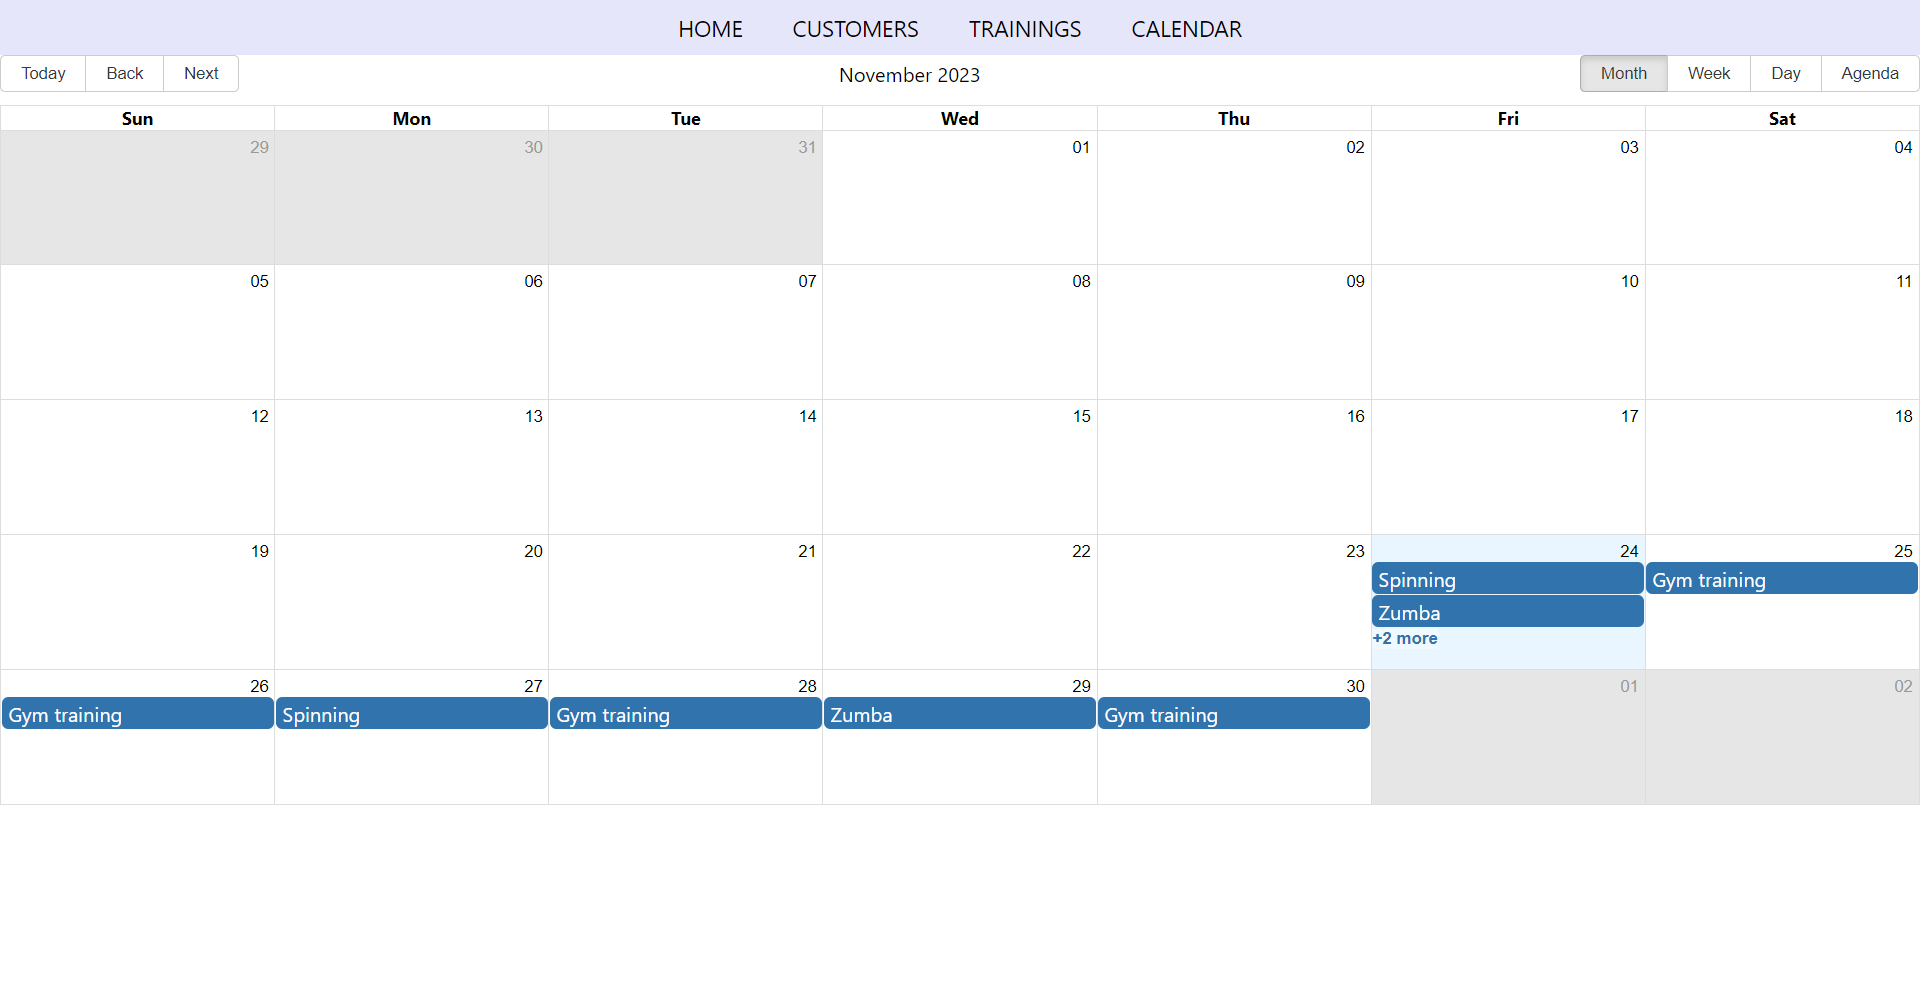 HOME CUSTOMERS TRAININGS CALENDAR
Today Back Next November 2023 Month Week Day Agenda
Sun Mon Tue Wed Thu Fri Sat
29 30 31 01 02 03 04
05 06 07 08 09 10 11
12 13 14 15 16 17 18
19 20 21 22 23 24 25
Spinning Gym training
Zumba
+2 more
26 27 28 29 30 01 02
Gym training Spinning Gym training Zumba Gym training